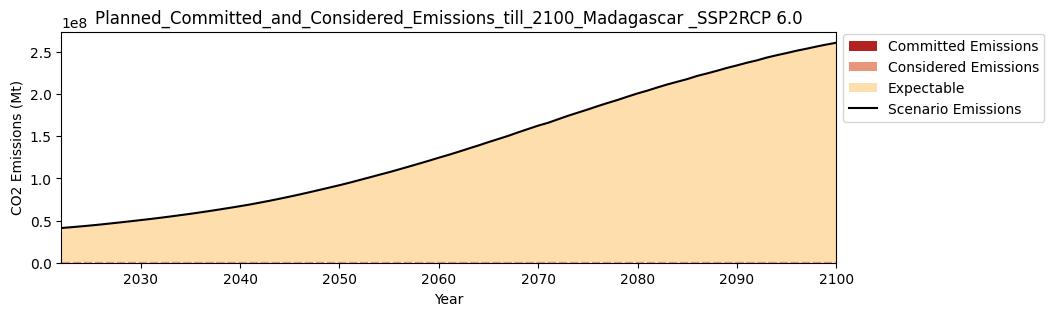 Planned_Committed_and_Considered_Emissions_till_2100_Madagascar _SSP2RCP 6.0
1e8
2.5
2.0
1.5
1.0
0.5
0.0
CO2 Emissions (Mt)
2030 2040 2050 2060 2070 2080 2090 2100
Year
Committed Emissions
Considered Emissions
Expectable
Scenario Emissions